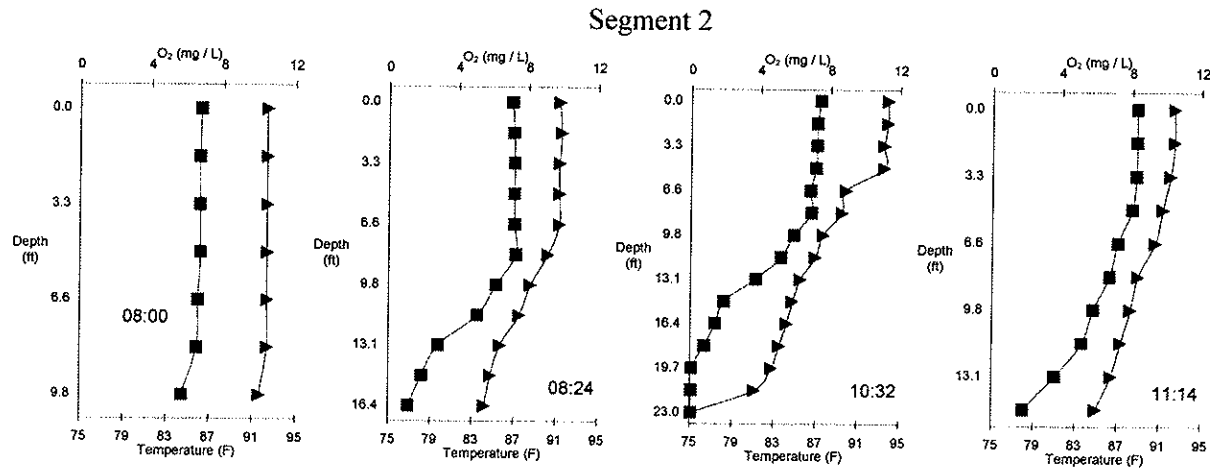 Segment 2
O₂ (mg / L)
0 4 8 12
0.0
3.3
Depth
(ft)
6.6
08:00
9.8
75 79 83 87 91 95
Temperature (F)
O₂ (mg / L)
0 4 8 12
0.0
3.3
6.6
Depth
(ft)
9.8
13.1
08:24
16.4
75 79 83 87 91 95
Temperature (F)
O₂ (mg / L)
0 4 8 12
0.0
3.3
6.6
Depth
(ft)
9.8
13.1
16.4
19.7
10:32
23.0
75 79 83 87 91 95
Temperature (F)
O₂ (mg / L)
0 4 8 12
0.0
3.3
Depth
(ft)
6.6
9.8
13.1
11:14
75 79 83 87 91 95
Temperature (F)